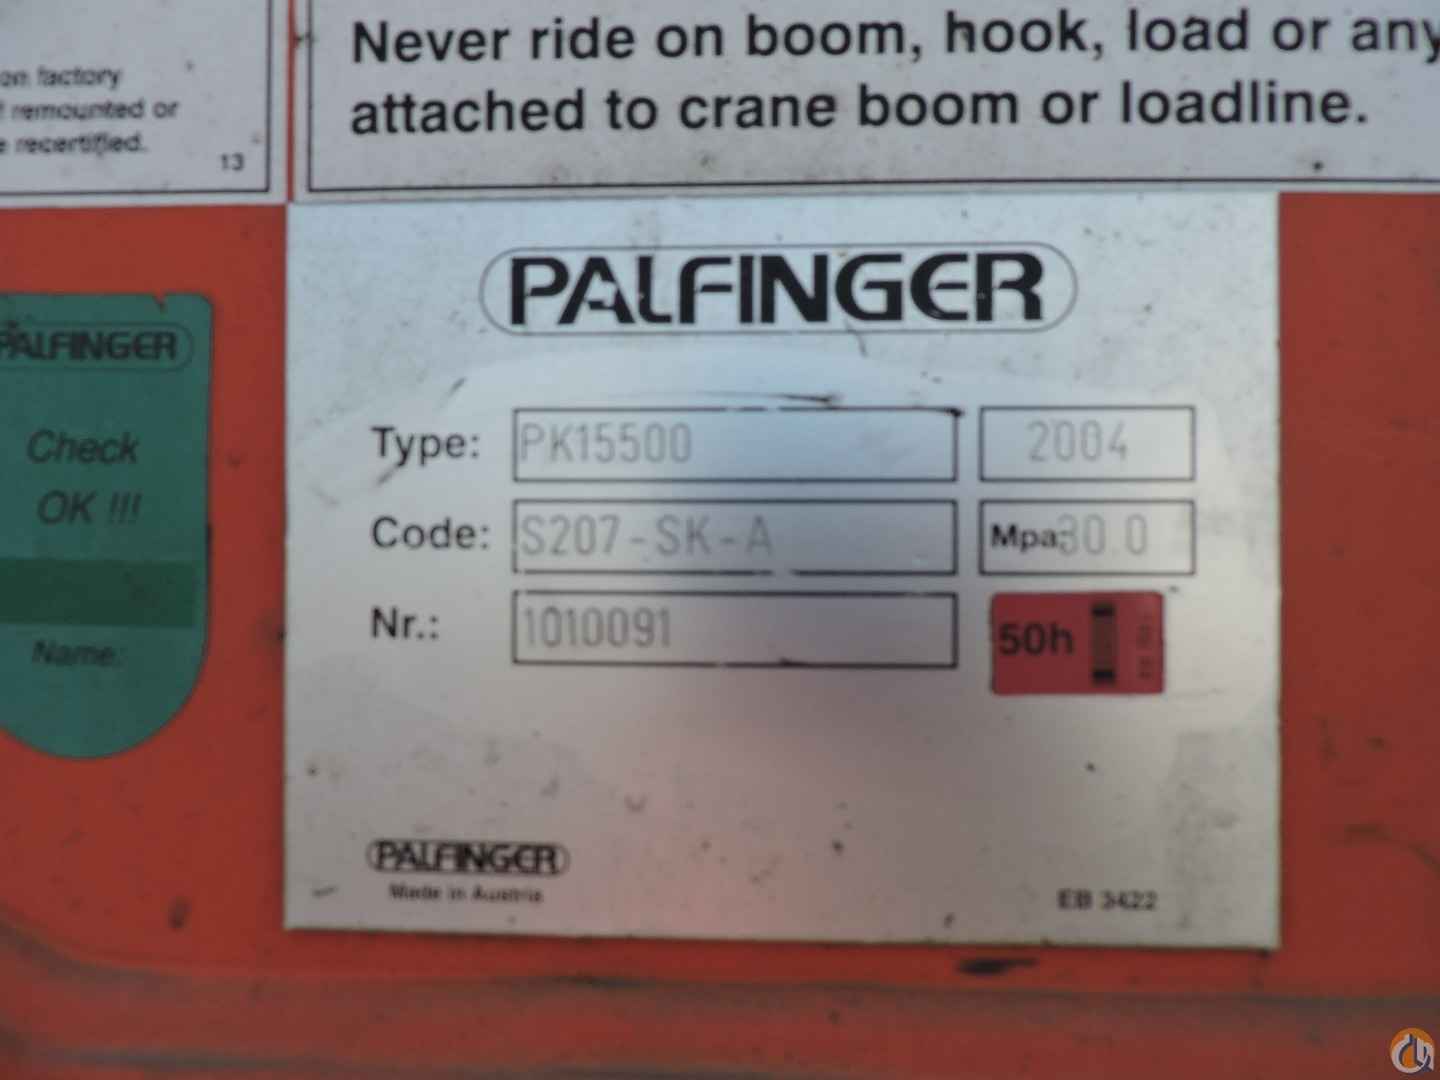 on factory
remounted or
recertified.
13
Never ride on boom, hook, load or any
attached to crane boom or loadline.
PALFINGER
Check
OK !!!
Name:
PALFINGER
Type: PK15500 2004
Code: S207-SK-A Mpa: 30.0
Nr.: 1010091
50h
PALFINGER
Made in Austria
EB 3422